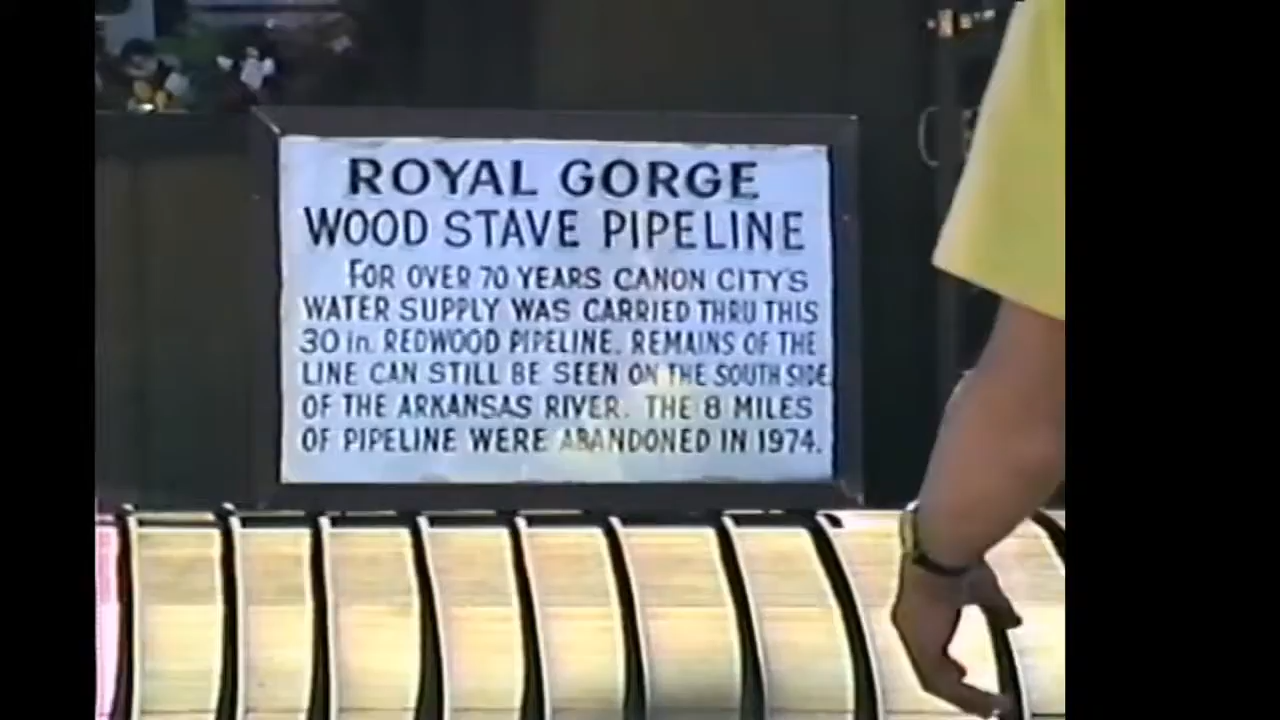 ROYAL GORGE
WOOD STAVE PIPELINE
FOR OVER 70 YEARS CANON CITY'S
WATER SUPPLY WAS CARRIED THRU THIS
30 in. REDWOOD PIPELINE. REMAINS OF THE
LINE CAN STILL BE SEEN ON THE SOUTH SIDE
OF THE ARKANSAS RIVER. THE 8 MILES
OF PIPELINE WERE ABANDONED IN 1974.